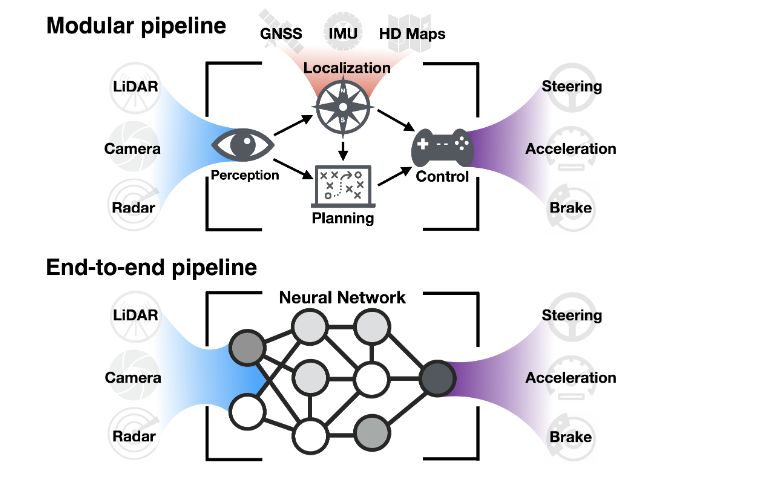 Modular pipeline
GNSS IMU HD Maps
Localization
LiDAR
Camera
Radar
Perception
Planning
Control
Steering
Acceleration
Brake
End-to-end pipeline
Neural Network
LiDAR
Camera
Radar
Steering
Acceleration
Brake